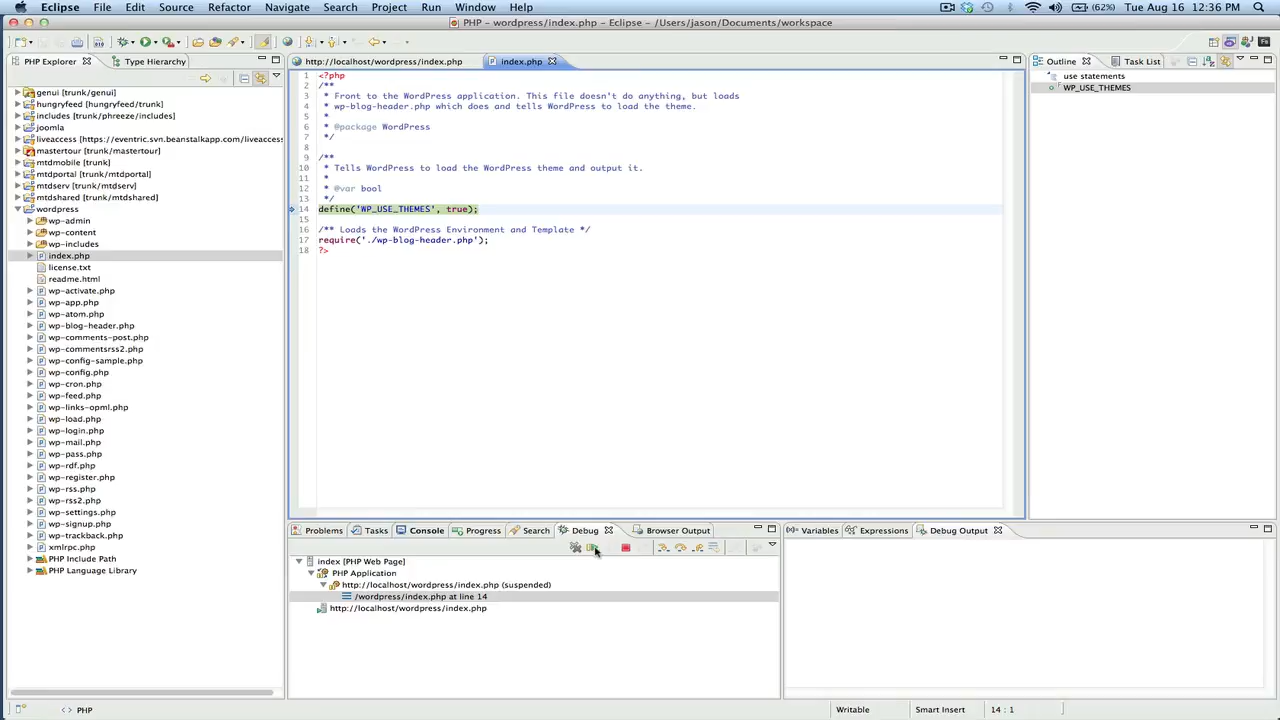 Eclipse File Edit Source Refactor Navigate Search Project Run Window Help (62%) Tue Aug 16 12:36 PM
PHP – wordpress/index.php – Eclipse – /Users/jason/Documents/workspace
PHP Explorer Type Hierarchy
http://localhost/wordpress/index.php index.php
Outline Task List
genui [trunk/genui]
hungryfeed [trunk]
includes [trunk/phreeze/includes]
joomla
liveaccess [https://eventric.svn.beanstalkapp.com/liveaccess
mastertour [trunk/mastertour]
mtdmobile [trunk]
mtdportal [trunk/mtdportal]
mtdserv [trunk/mtdserv]
mtdshared [trunk/mtdshared]
wordpress
wp-admin
wp-content
wp-includes
index.php
license.txt
readme.html
wp-activate.php
wp-app.php
wp-atom.php
wp-blog-header.php
wp-comments-post.php
wp-commentsrss2.php
wp-config-sample.php
wp-config.php
wp-cron.php
wp-feed.php
wp-links-opml.php
wp-load.php
wp-login.php
wp-mail.php
wp-pass.php
wp-rdf.php
wp-register.php
wp-rss.php
wp-rss2.php
wp-settings.php
wp-signup.php
wp-trackback.php
xmlrpc.php
PHP Include Path
PHP Language Library
1 <?php
2 /**
3 * Front to the WordPress application. This file doesn't do anything, but loads
4 * wp-blog-header.php which does and tells WordPress to load the theme.
5 *
6 * @package WordPress
7 */
8
9 /**
10 * Tells WordPress to load the WordPress theme and output it.
11 *
12 * @var bool
13 */
14 define('WP_USE_THEMES', true);
15
16 /** Loads the WordPress Environment and Template */
17 require('./wp-blog-header.php');
18 ?>
use statements
WP_USE_THEMES
Problems Tasks Console Progress Search Debug Browser Output
index [PHP Web Page]
PHP Application
http://localhost/wordpress/index.php (suspended)
/wordpress/index.php at line 14
http://localhost/wordpress/index.php
Variables Expressions Debug Output
<> PHP Writable Smart Insert 14 : 1